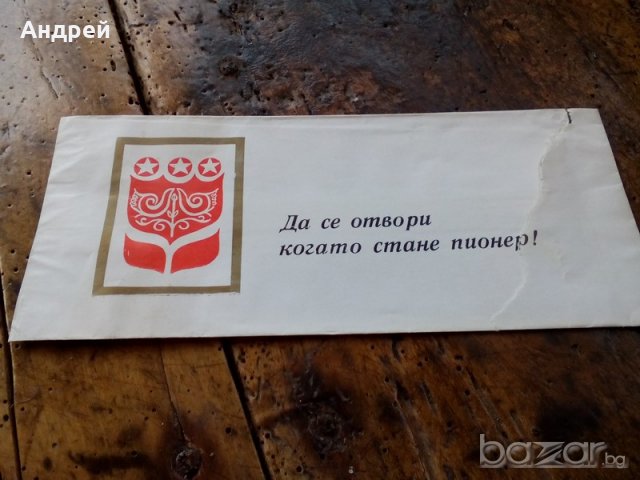 Андрей
Да се отвори
когато стане пионер!
bazar.bg